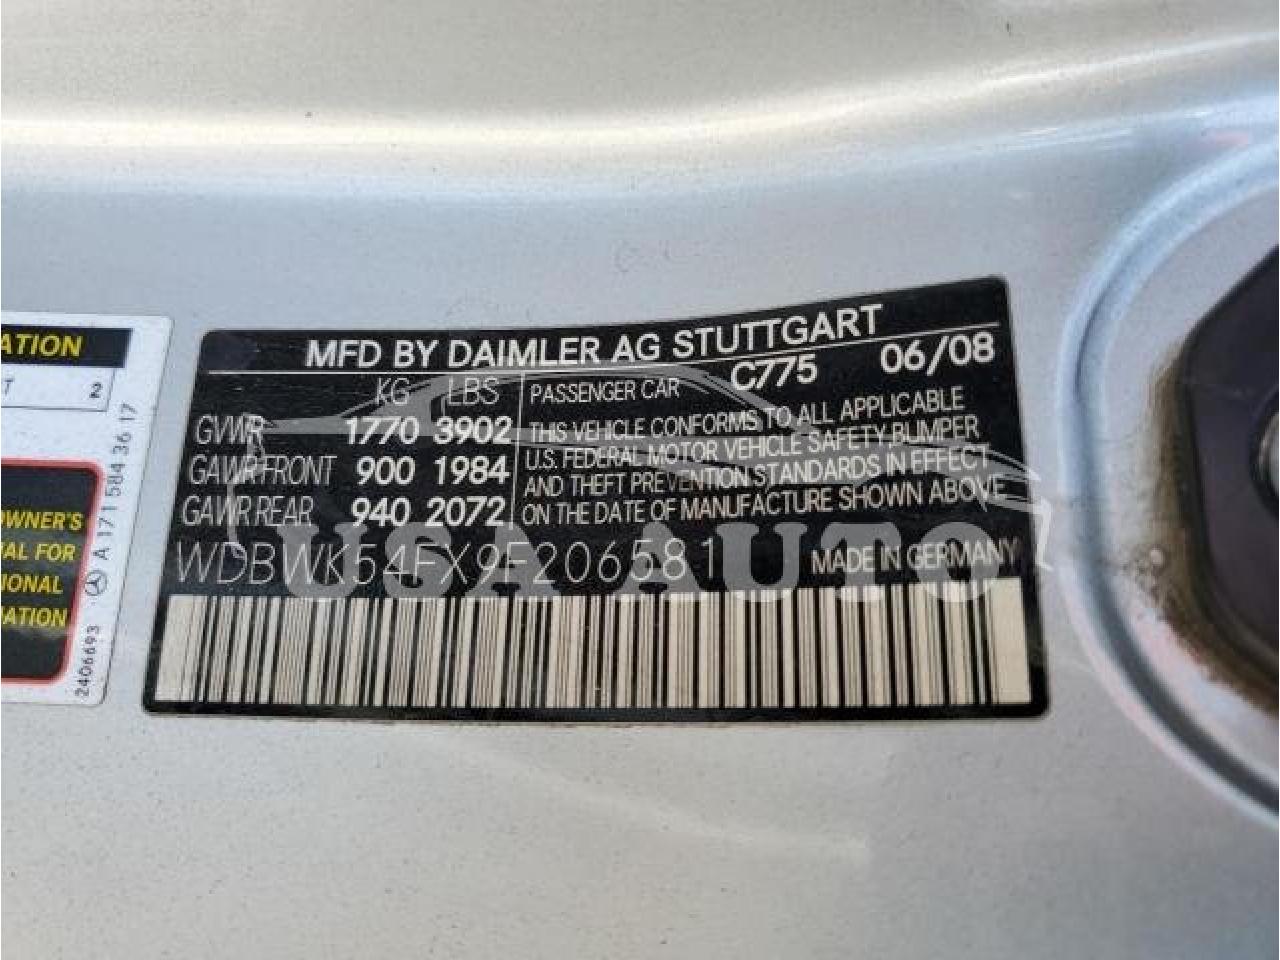 MFD BY DAIMLER AG STUTTGART
KG LBS PASSENGER CAR C775 06/08
GVWR 1770 3902
GAWR FRONT 900 1984
GAWR REAR 940 2072
THIS VEHICLE CONFORMS TO ALL APPLICABLE
U.S. FEDERAL MOTOR VEHICLE SAFETY, BUMPER
AND THEFT PREVENTION STANDARDS IN EFFECT
ON THE DATE OF MANUFACTURE SHOWN ABOVE
WDBWK54FX9F206581 MADE IN GERMANY
USA AUTO
ATION
T 2
OWNER'S
AL FOR
IONAL
ATION
2406693 A 171 584 36 17